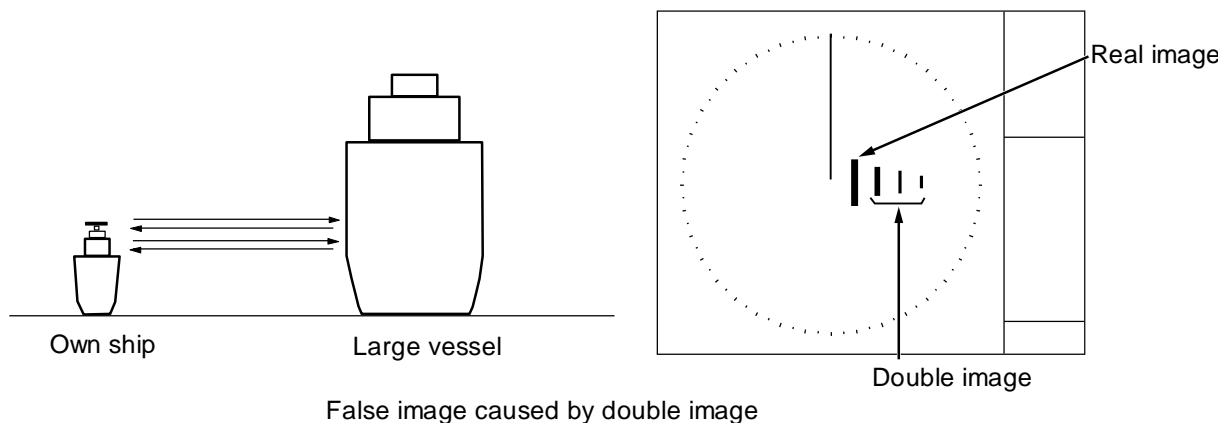 Real image
Own ship
Large vessel
Double image
False image caused by double image